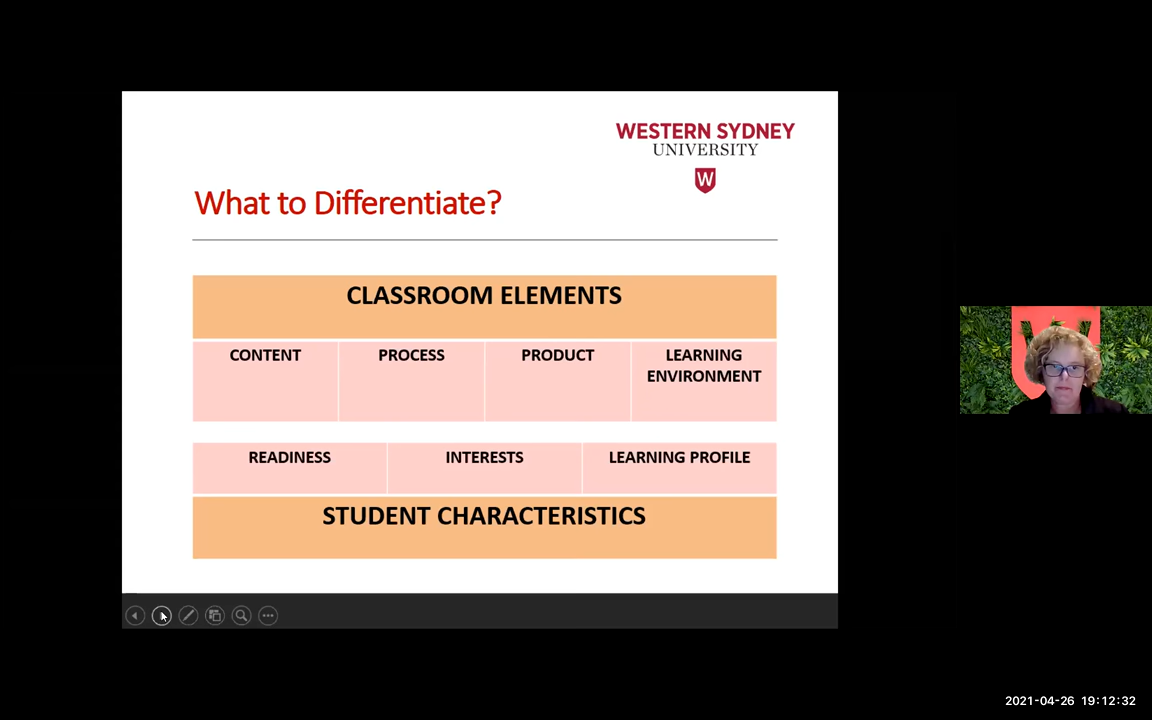 WESTERN SYDNEY
UNIVERSITY
W
What to Differentiate?
CLASSROOM ELEMENTS
CONTENT
PROCESS
PRODUCT
LEARNING
ENVIRONMENT
READINESS
INTERESTS
LEARNING PROFILE
STUDENT CHARACTERISTICS
2021-04-26 19:12:32